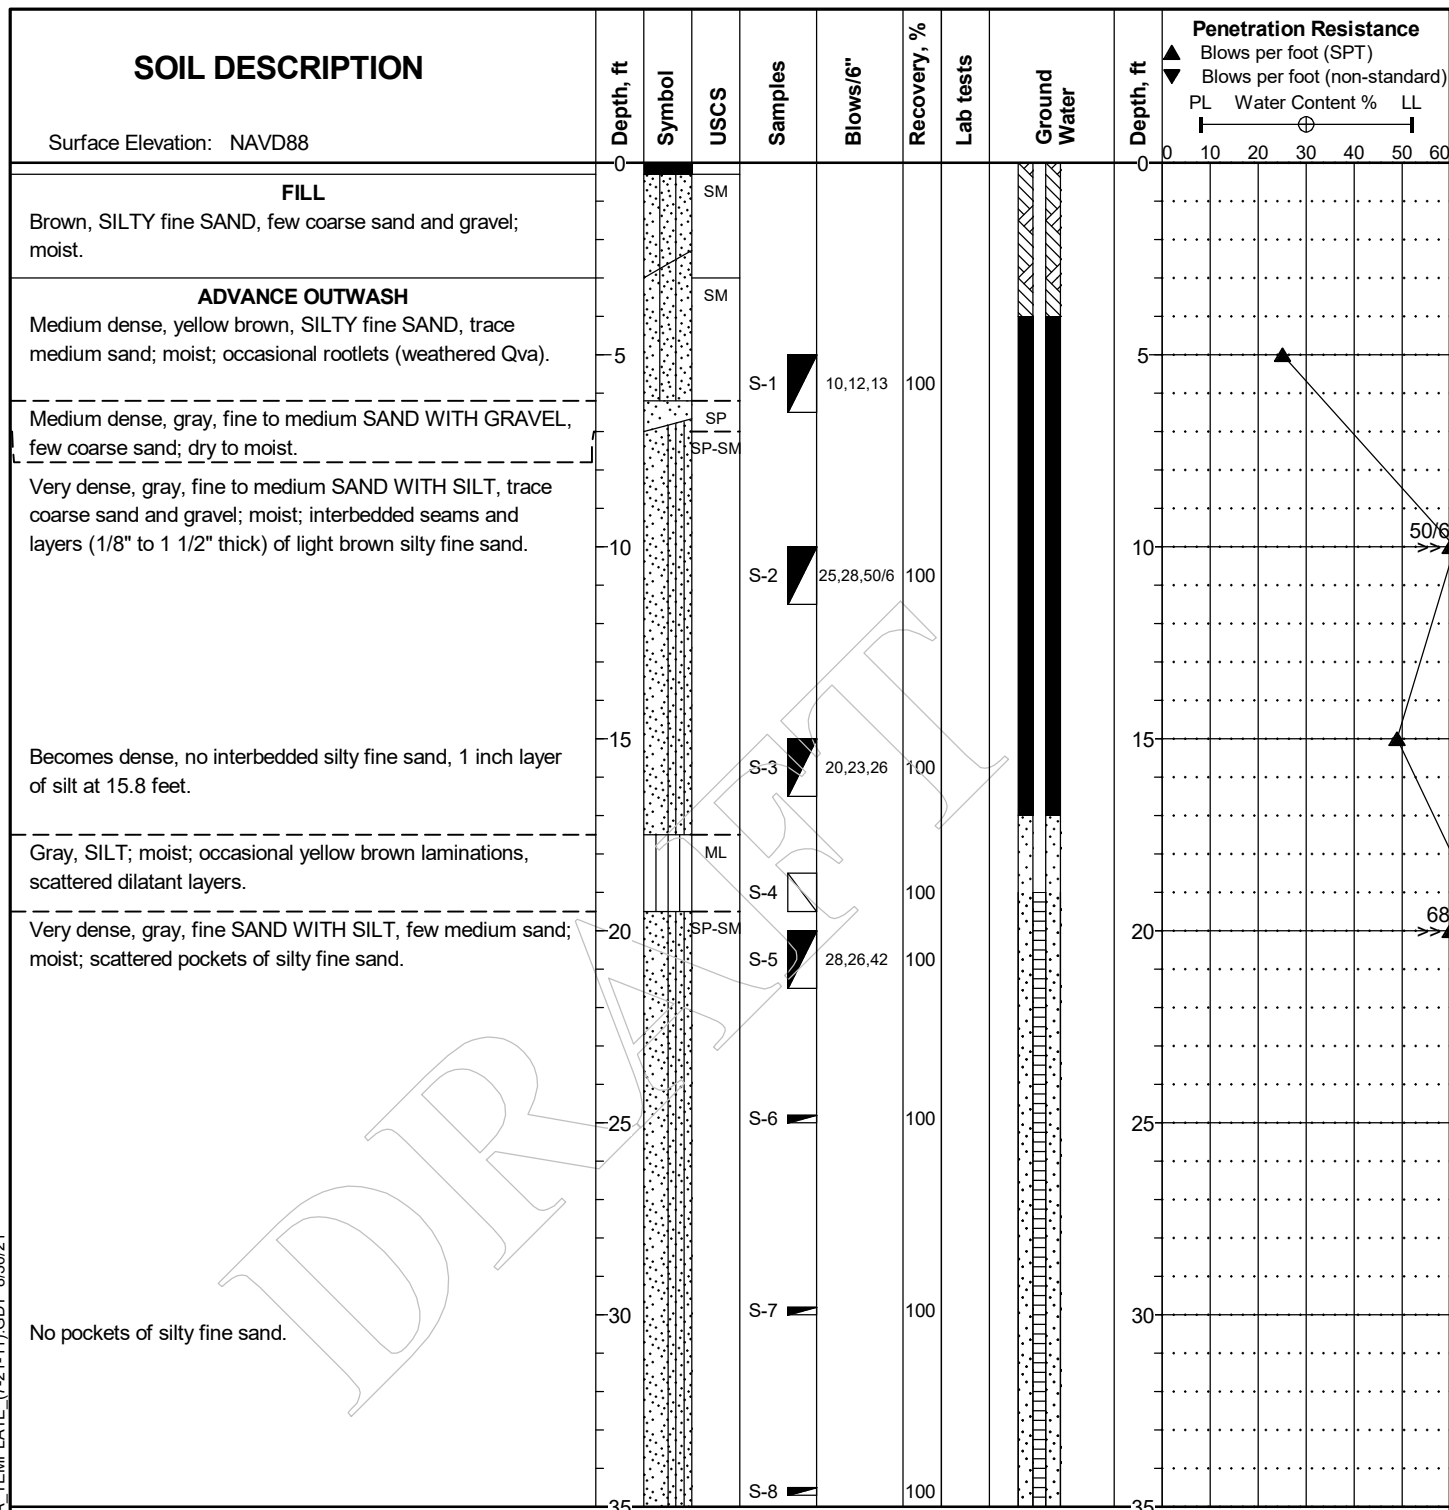 SOIL DESCRIPTION
Surface Elevation: NAVD88
Depth, ft
Symbol
USCS
Samples
Blows/6"
Recovery, %
Lab tests
Ground
Water
Depth, ft
Penetration Resistance
Blows per foot (SPT)
Blows per foot (non-standard)
PL Water Content % LL
0 10 20 30 40 50 60
0 0
FILL SM
Brown, SILTY fine SAND, few coarse sand and gravel;
moist.
ADVANCE OUTWASH SM
Medium dense, yellow brown, SILTY fine SAND, trace
medium sand; moist; occasional rootlets (weathered Qva).
5 5
S-1 10,12,13 100
Medium dense, gray, fine to medium SAND WITH GRAVEL, SP
few coarse sand; dry to moist. SP-SM
Very dense, gray, fine to medium SAND WITH SILT, trace
coarse sand and gravel; moist; interbedded seams and
layers (1/8" to 1 1/2" thick) of light brown silty fine sand.
50/6
10 10
S-2 25,28,50/6 100
15 15
Becomes dense, no interbedded silty fine sand, 1 inch layer
of silt at 15.8 feet.
S-3 20,23,26 100
Gray, SILT; moist; occasional yellow brown laminations, ML
scattered dilatant layers.
S-4 100
68
Very dense, gray, fine SAND WITH SILT, few medium sand; SP-SM
20 20
moist; scattered pockets of silty fine sand.
S-5 28,26,42 100
S-6 100
25 25
S-7 100
30 30
No pockets of silty fine sand.
S-8 100
35 35
DRAFT